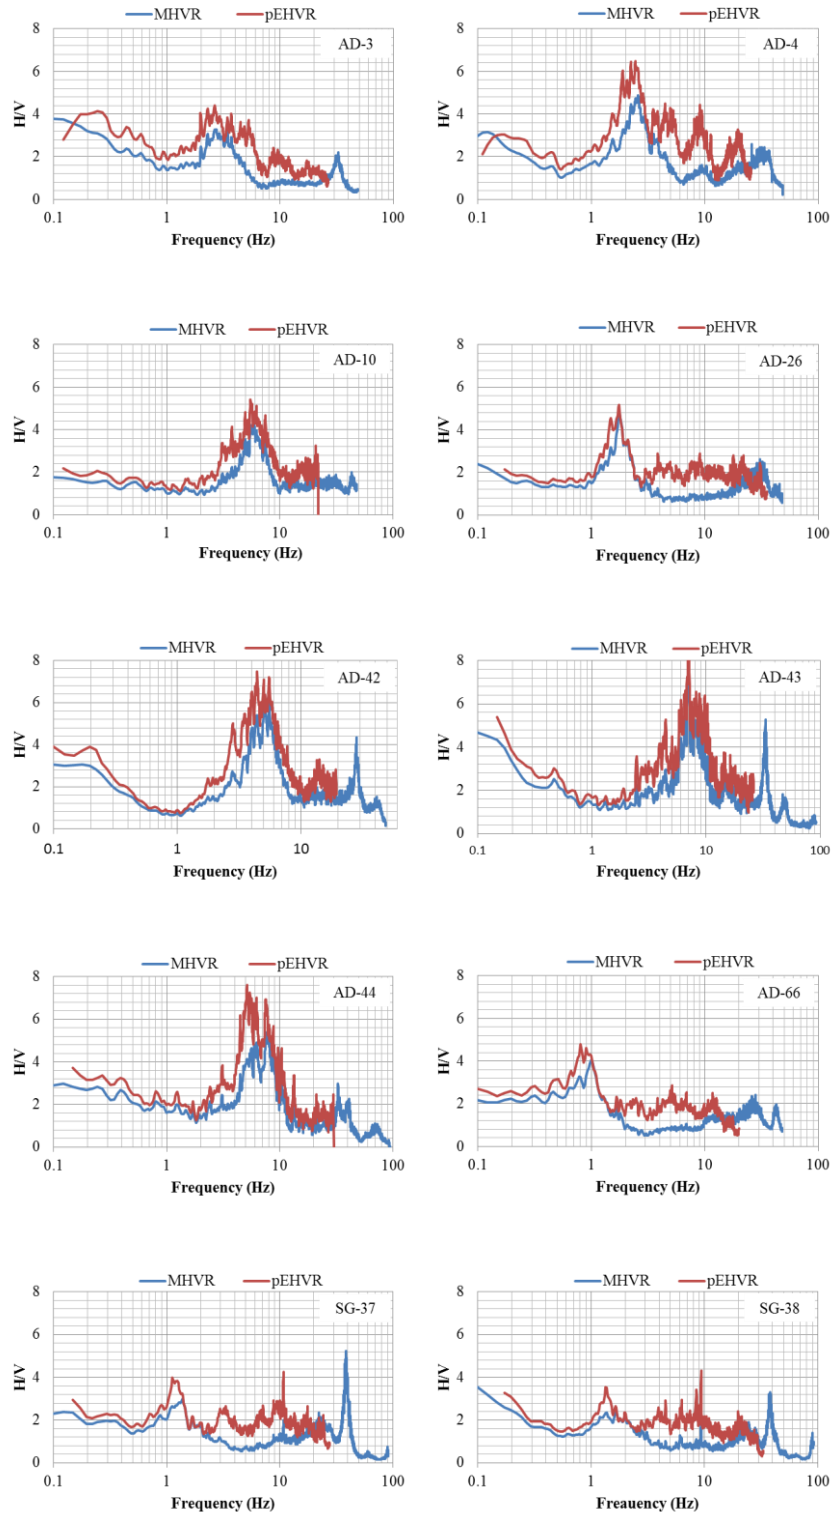 MHVR pEHVR MHVR pEHVR
AD-3 AD-4
8 8
6 6
4 4
2 2
0 0
H/V H/V
0.1 1 10 100 0.1 1 10 100
Frequency (Hz) Frequency (Hz)
MHVR pEHVR MHVR pEHVR
AD-10 AD-26
8 8
6 6
4 4
2 2
0 0
H/V H/V
0.1 1 10 100 0.1 1 10 100
Frequency (Hz) Frequency (Hz)
MHVR pEHVR MHVR pEHVR
AD-42 AD-43
8 8
6 6
4 4
2 2
0 0
H/V H/V
0.1 1 10 0.1 1 10 100
Frequency (Hz) Frequency (Hz)
MHVR pEHVR MHVR pEHVR
AD-44 AD-66
8 8
6 6
4 4
2 2
0 0
H/V H/V
0.1 1 10 100 0.1 1 10 100
Frequency (Hz) Frequency (Hz)
MHVR pEHVR MHVR pEHVR
SG-37 SG-38
8 8
6 6
4 4
2 2
0 0
H/V H/V
0.1 1 10 100 0.1 1 10 100
Frequency (Hz) Freauency (Hz)